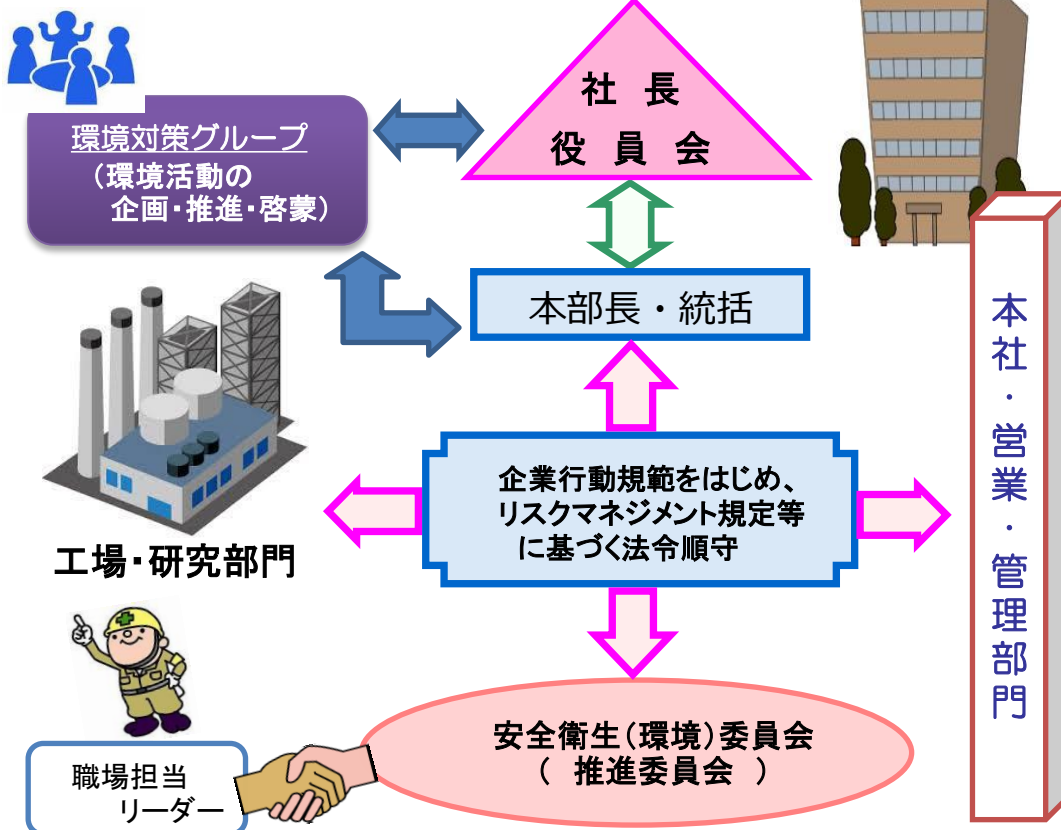 社 長
役 員 会
環境対策グループ
(環境活動の
企画・推進・啓蒙)
本部長・統括
企業行動規範をはじめ、
リスクマネジメント規定等
に基づく法令順守
工場・研究部門
本社・営業・管理部門
安全衛生(環境)委員会
( 推進委員会 )
職場担当
リーダー